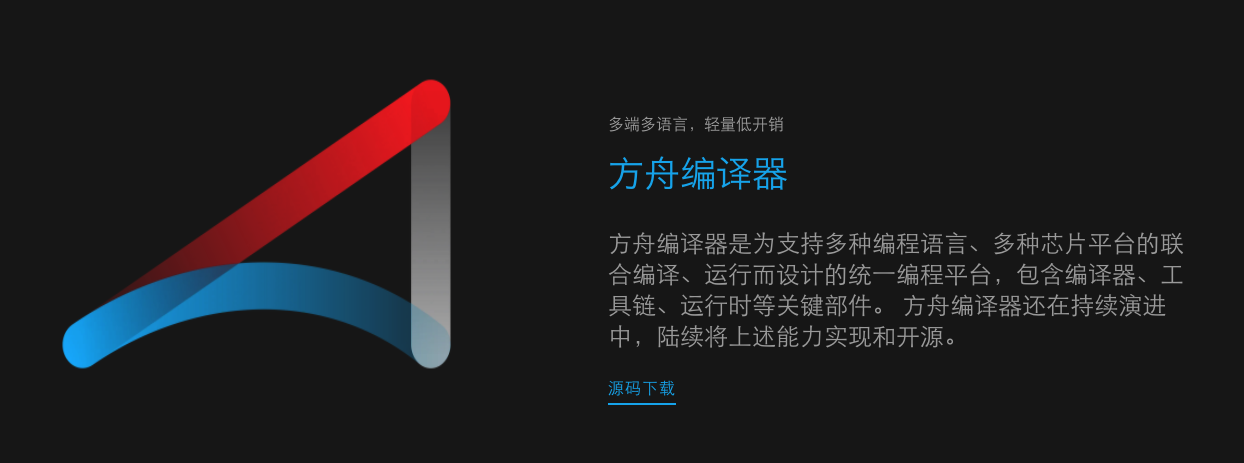 多端多语言，轻量低开销
方舟编译器
方舟编译器是为支持多种编程语言、多种芯片平台的联
合编译、运行而设计的统一编程平台，包含编译器、工
具链、运行时等关键部件。 方舟编译器还在持续演进
中，陆续将上述能力实现和开源。
源码下载